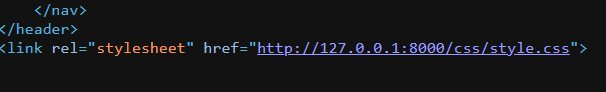 </nav>
</header>
<link rel="stylesheet" href="http://127.0.0.1:8000/css/style.css">